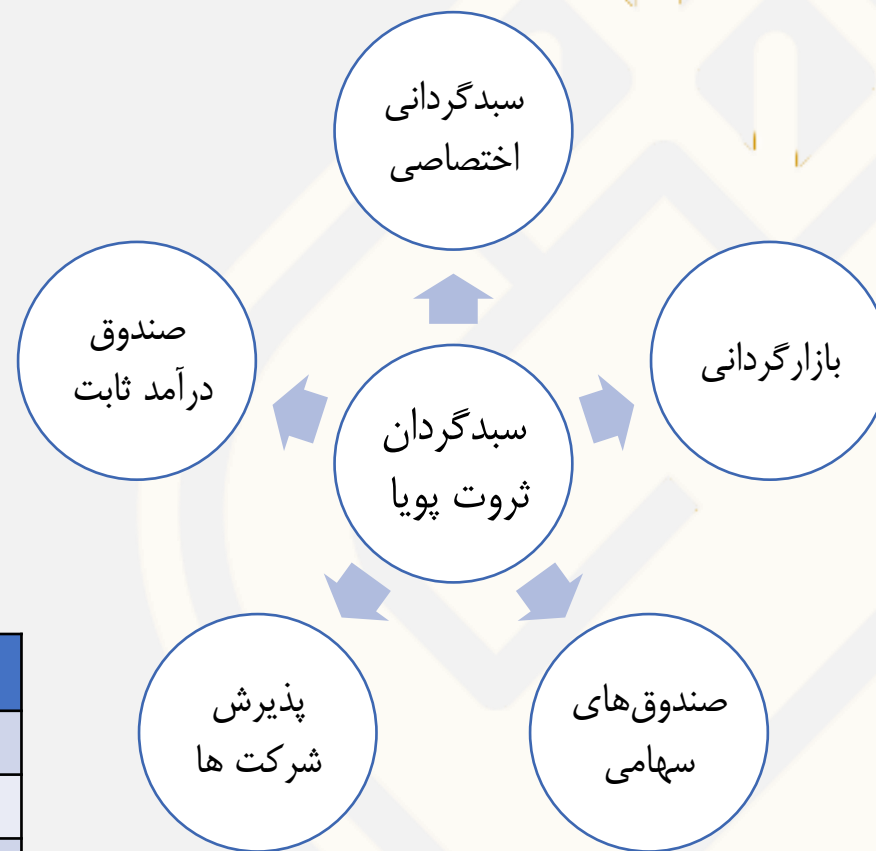 سبدگردانی
اختصاصی
بازارگردانی
صندوق‌های
سهامی
پذیرش
شرکت ها
صندوق
درآمد ثابت
سبدگردان
ثروت پویا